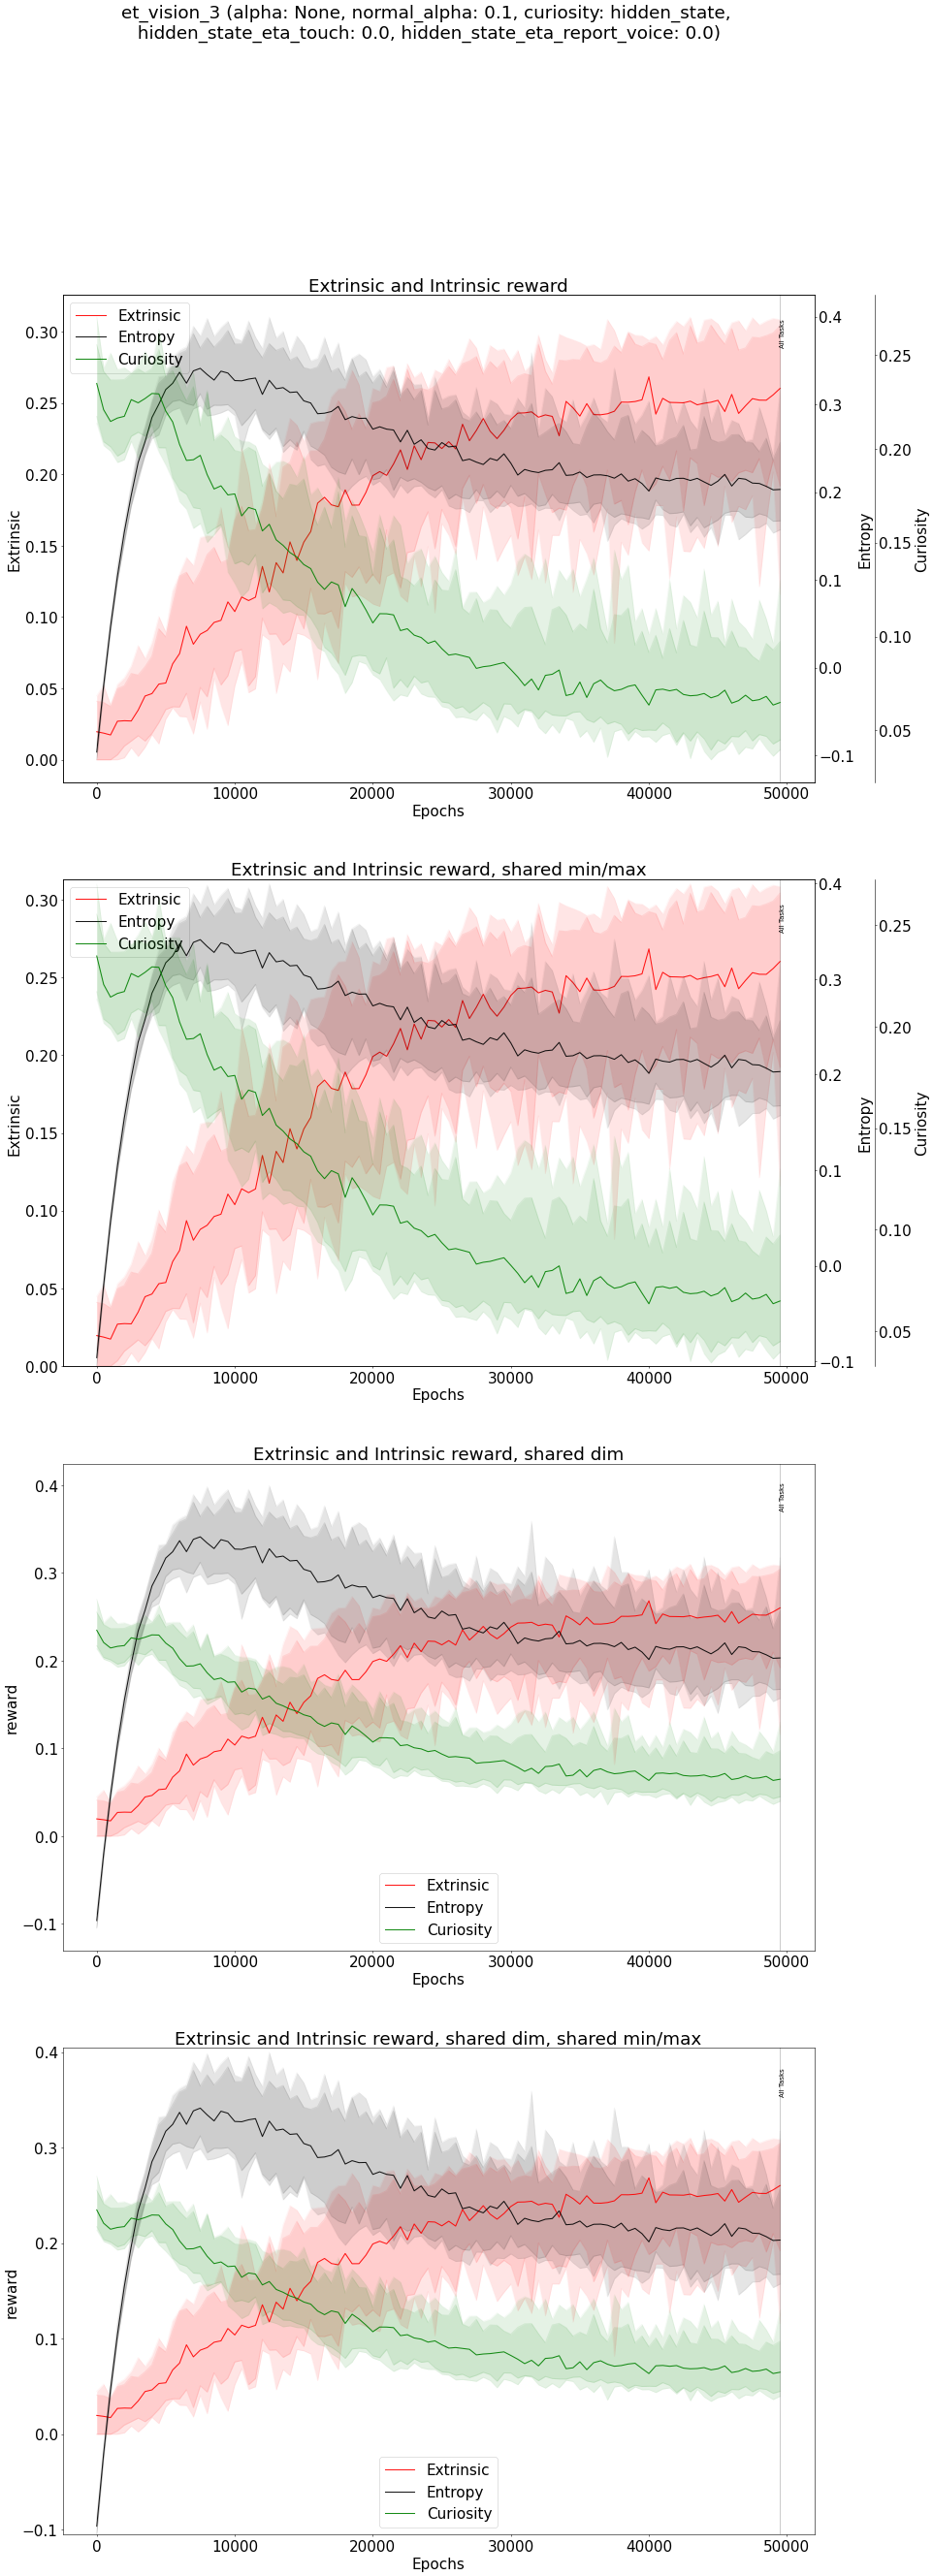 et_vision_3 (alpha: None, normal_alpha: 0.1, curiosity: hidden_state,
hidden_state_eta_touch: 0.0, hidden_state_eta_report_voice: 0.0)
Extrinsic and Intrinsic reward
Extrinsic
Entropy
Curiosity
All Tasks
0.30
0.25
0.20
0.15
0.10
0.05
0.00
Extrinsic
0.4
0.3
0.2
0.1
0.0
−0.1
Entropy
0.25
0.20
0.15
0.10
0.05
Curiosity
0 10000 20000 30000 40000 50000
Epochs
Extrinsic and Intrinsic reward, shared min/max
Extrinsic
Entropy
Curiosity
All Tasks
0.30
0.25
0.20
0.15
0.10
0.05
0.00
Extrinsic
0.4
0.3
0.2
0.1
0.0
−0.1
Entropy
0.25
0.20
0.15
0.10
0.05
Curiosity
0 10000 20000 30000 40000 50000
Epochs
Extrinsic and Intrinsic reward, shared dim
All Tasks
0.4
0.3
0.2
0.1
0.0
−0.1
reward
Extrinsic
Entropy
Curiosity
0 10000 20000 30000 40000 50000
Epochs
Extrinsic and Intrinsic reward, shared dim, shared min/max
All Tasks
0.4
0.3
0.2
0.1
0.0
−0.1
reward
Extrinsic
Entropy
Curiosity
0 10000 20000 30000 40000 50000
Epochs